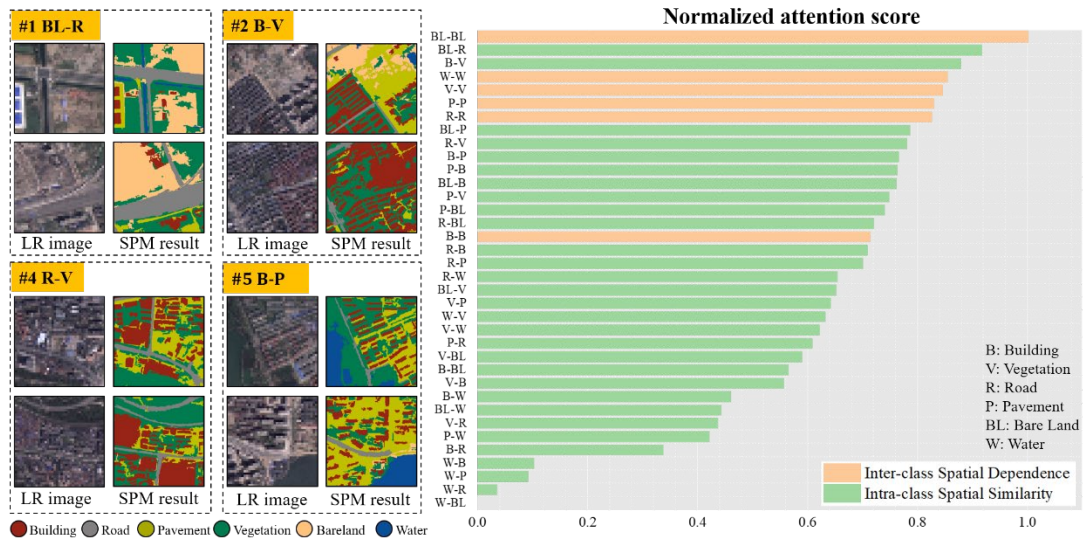 #1 BL-R
LR image
SPM result
#2 B-V
LR image
SPM result
#4 R-V
LR image
SPM result
#5 B-P
LR image
SPM result
Building
Road
Pavement
Vegetation
Bareland
Water
Normalized attention score
BL-BL
BL-R
B-V
W-W
V-V
P-P
R-R
BL-P
R-V
B-P
P-B
BL-B
P-V
P-BL
R-BL
B-B
R-B
R-P
R-W
BL-V
V-P
W-V
V-W
P-R
V-BL
B-BL
V-B
B-W
BL-W
V-R
P-W
B-R
W-B
W-P
W-R
W-BL
0.0
0.2
0.4
0.6
0.8
1.0
B: Building
V: Vegetation
R: Road
P: Pavement
BL: Bare Land
W: Water
Inter-class Spatial Dependence
Intra-class Spatial Similarity